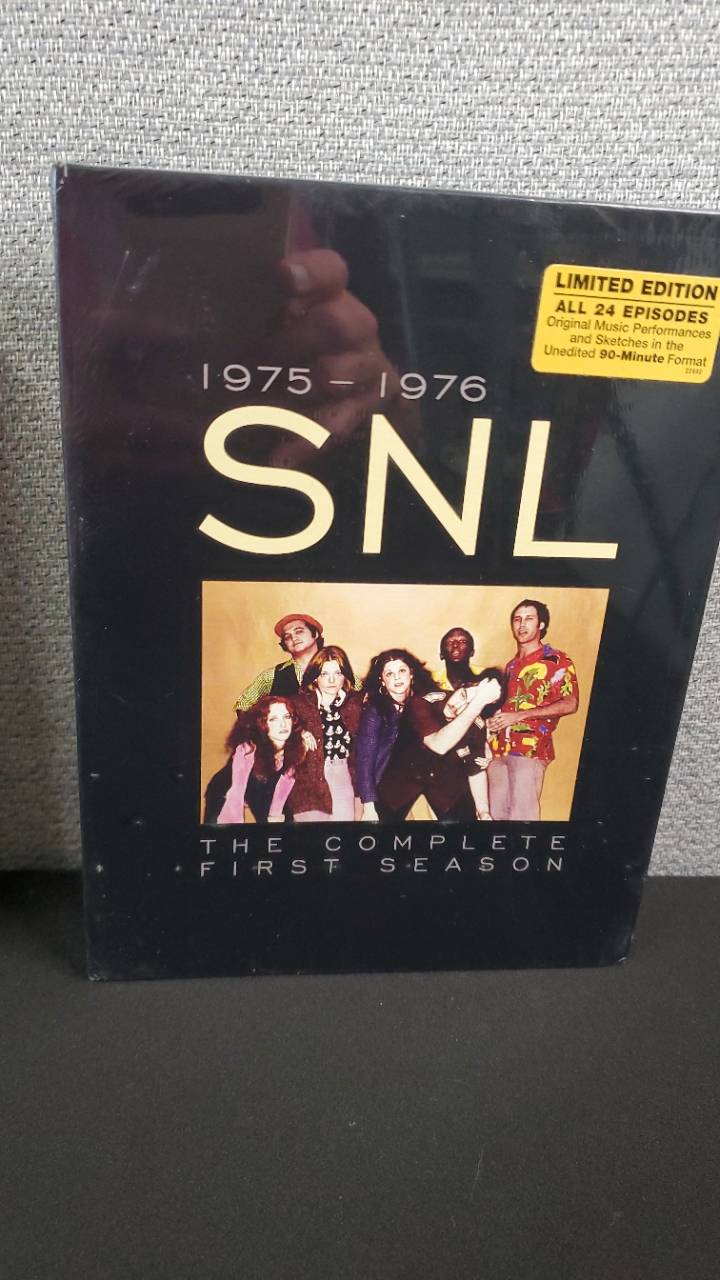 LIMITED EDITION
ALL 24 EPISODES
Original Music Performances
and Sketches in the
Unedited 90-Minute Format
1975 – 1976
SNL
THE COMPLETE
FIRST SEASON